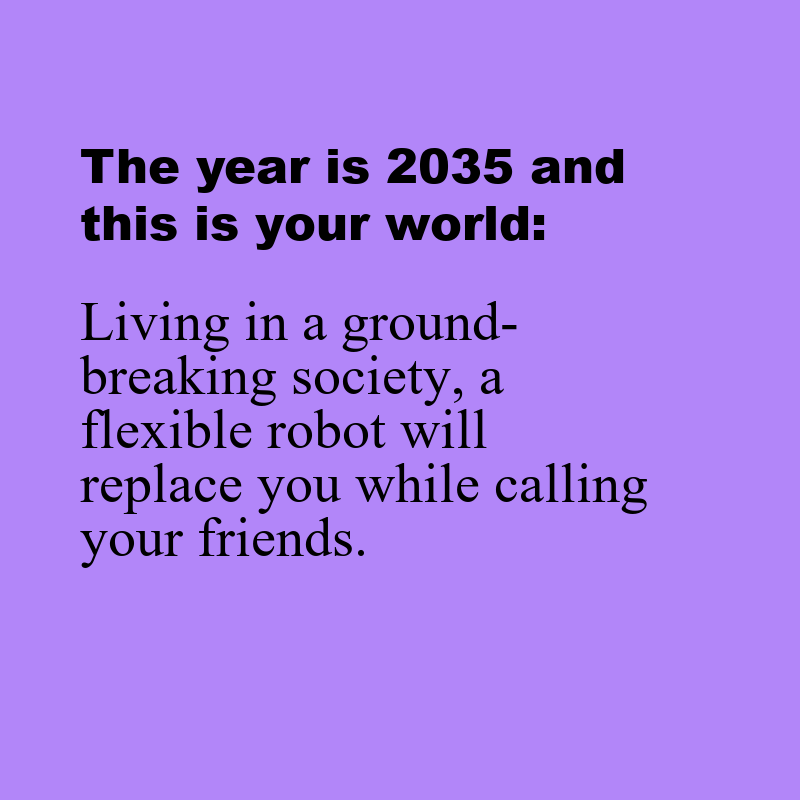 The year is 2035 and
this is your world:
Living in a ground-
breaking society, a
flexible robot will
replace you while calling
your friends.